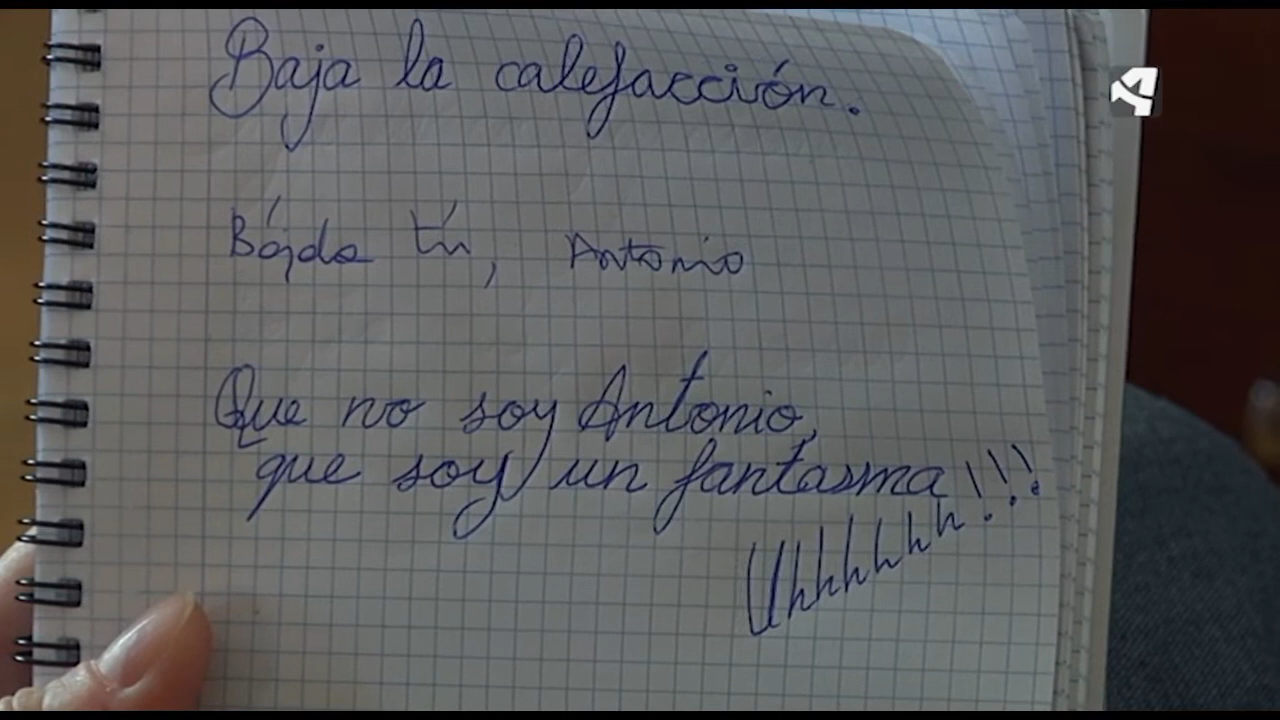 Baja la calefacción.
Bájala tú, Antonio
Que no soy Antonio,
que soy un fantasma!!!
Uhhhhhh